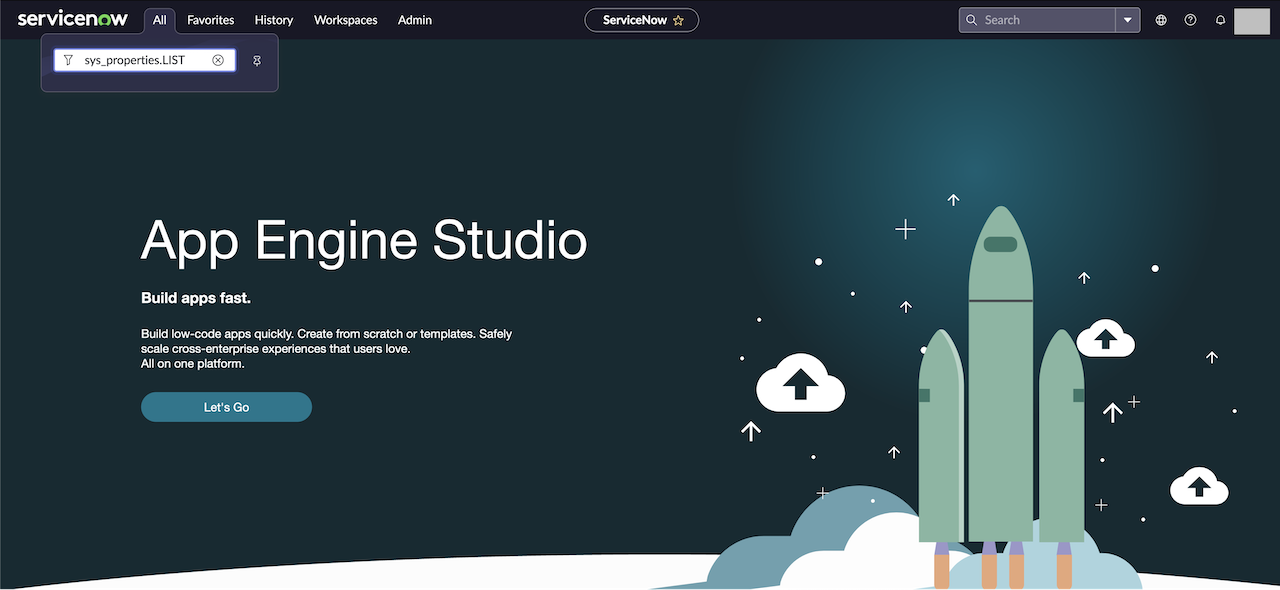 servicenow
All
Favorites
History
Workspaces
Admin
ServiceNow
Search
sys_properties.LIST
App Engine Studio
Build apps fast.
Build low-code apps quickly. Create from scratch or templates. Safely
scale cross-enterprise experiences that users love.
All on one platform.
Let's Go